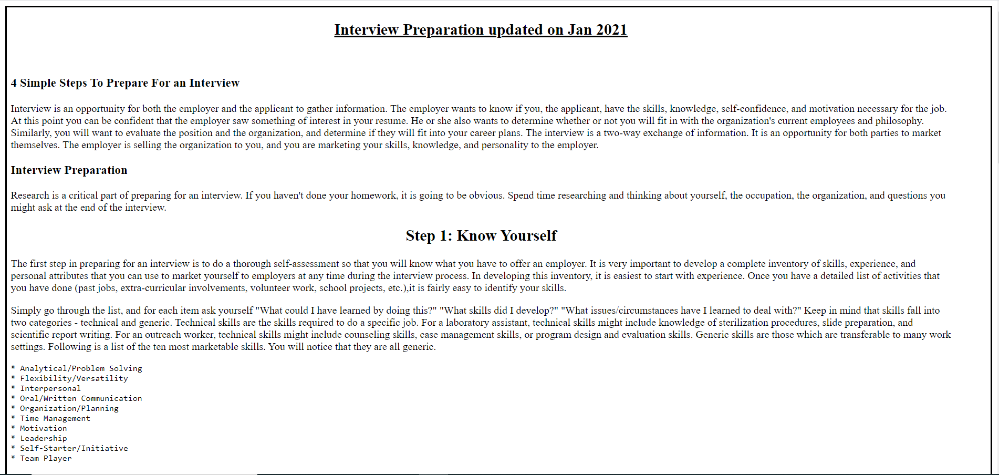 Interview Preparation updated on Jan 2021
4 Simple Steps To Prepare For an Interview
Interview is an opportunity for both the employer and the applicant to gather information. The employer wants to know if you, the applicant, have the skills, knowledge, self-confidence, and motivation necessary for the job.
At this point you can be confident that the employer saw something of interest in your resume. He or she also wants to determine whether or not you will fit in with the organization's current employees and philosophy.
Similarly, you will want to evaluate the position and the organization, and determine if they will fit into your career plans. The interview is a two-way exchange of information. It is an opportunity for both parties to market
themselves. The employer is selling the organization to you, and you are marketing your skills, knowledge, and personality to the employer.
Interview Preparation
Research is a critical part of preparing for an interview. If you haven't done your homework, it is going to be obvious. Spend time researching and thinking about yourself, the occupation, the organization, and questions you
might ask at the end of the interview.
Step 1: Know Yourself
The first step in preparing for an interview is to do a thorough self-assessment so that you will know what you have to offer an employer. It is very important to develop a complete inventory of skills, experience, and
personal attributes that you can use to market yourself to employers at any time during the interview process. In developing this inventory, it is easiest to start with experience. Once you have a detailed list of activities that
you have done (past jobs, extra-curricular involvements, volunteer work, school projects, etc.),it is fairly easy to identify your skills.
Simply go through the list, and for each item ask yourself "What could I have learned by doing this?" "What skills did I develop?" "What issues/circumstances have I learned to deal with?" Keep in mind that skills fall into
two categories - technical and generic. Technical skills are the skills required to do a specific job. For a laboratory assistant, technical skills might include knowledge of sterilization procedures, slide preparation, and
scientific report writing. For an outreach worker, technical skills might include counseling skills, case management skills, or program design and evaluation skills. Generic skills are those which are transferable to many work
settings. Following is a list of the ten most marketable skills. You will notice that they are all generic.
* Analytical/Problem Solving
* Flexibility/Versatility
* Interpersonal
* Oral/Written Communication
* Organization/Planning
* Time Management
* Motivation
* Leadership
* Self-Starter/Initiative
* Team Player